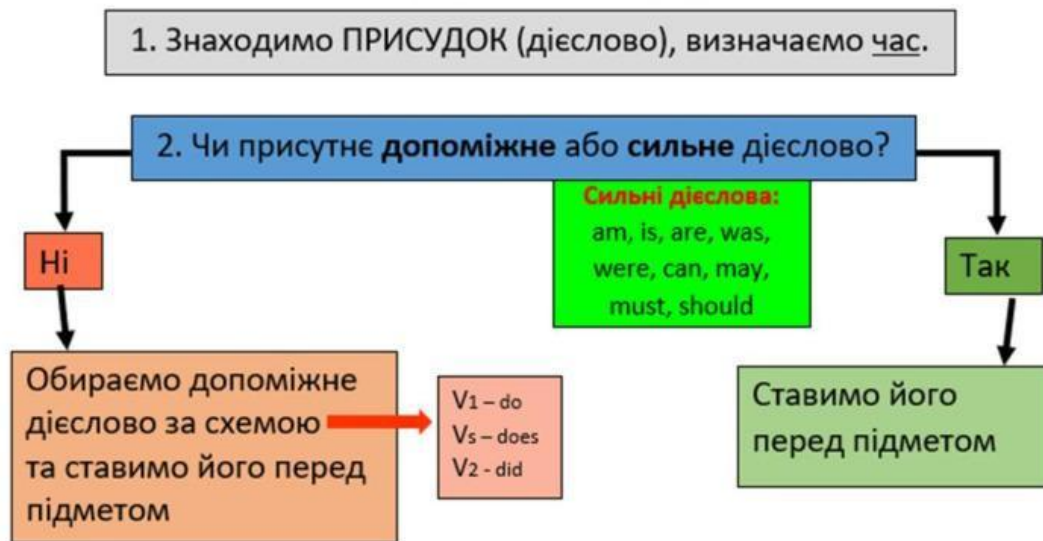 1. Знаходимо ПРИСУДОК (дієслово), визначаємо час.
2. Чи присутнє допоміжне або сильне дієслово?
Сильні дієслова:
am, is, are, was,
were, can, may,
must, should
Ні
Так
Обираємо допоміжне
дієслово за схемою
та ставимо його перед
підметом
V1 – do
Vs – does
V2 - did
Ставимо його
перед підметом